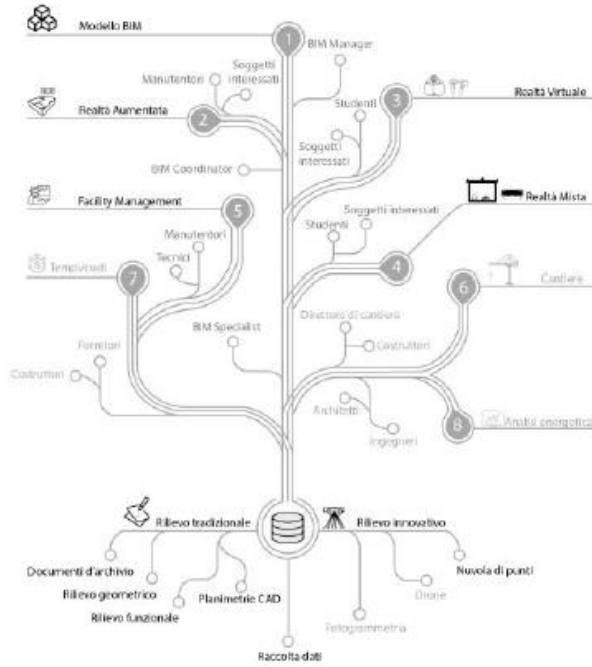 Modello BIM
1
BIM Manager
Soggetti
interessati
Manutentori
Realtà Aumentata
2
3
Realtà Virtuale
Studenti
Soggetti
interessati
BIM Coordinator
Facility Management
5
Realtà Mista
Soggetti interessati
Studenti
4
Manutentori
Tecnici
Tempi/costi
7
6
Cantiere
BIM Specialist
Direttore di cantiere
Costruttori
Fornitori
Costruttori
Architetti
Ingegneri
8
Analisi energetica
Rilievo tradizionale
Rilievo innovativo
Documenti d'archivio
Rilievo geometrico
Rilievo funzionale
Planimetrie CAD
Nuvola di punti
Drone
Fotogrammetria
Raccolta dati